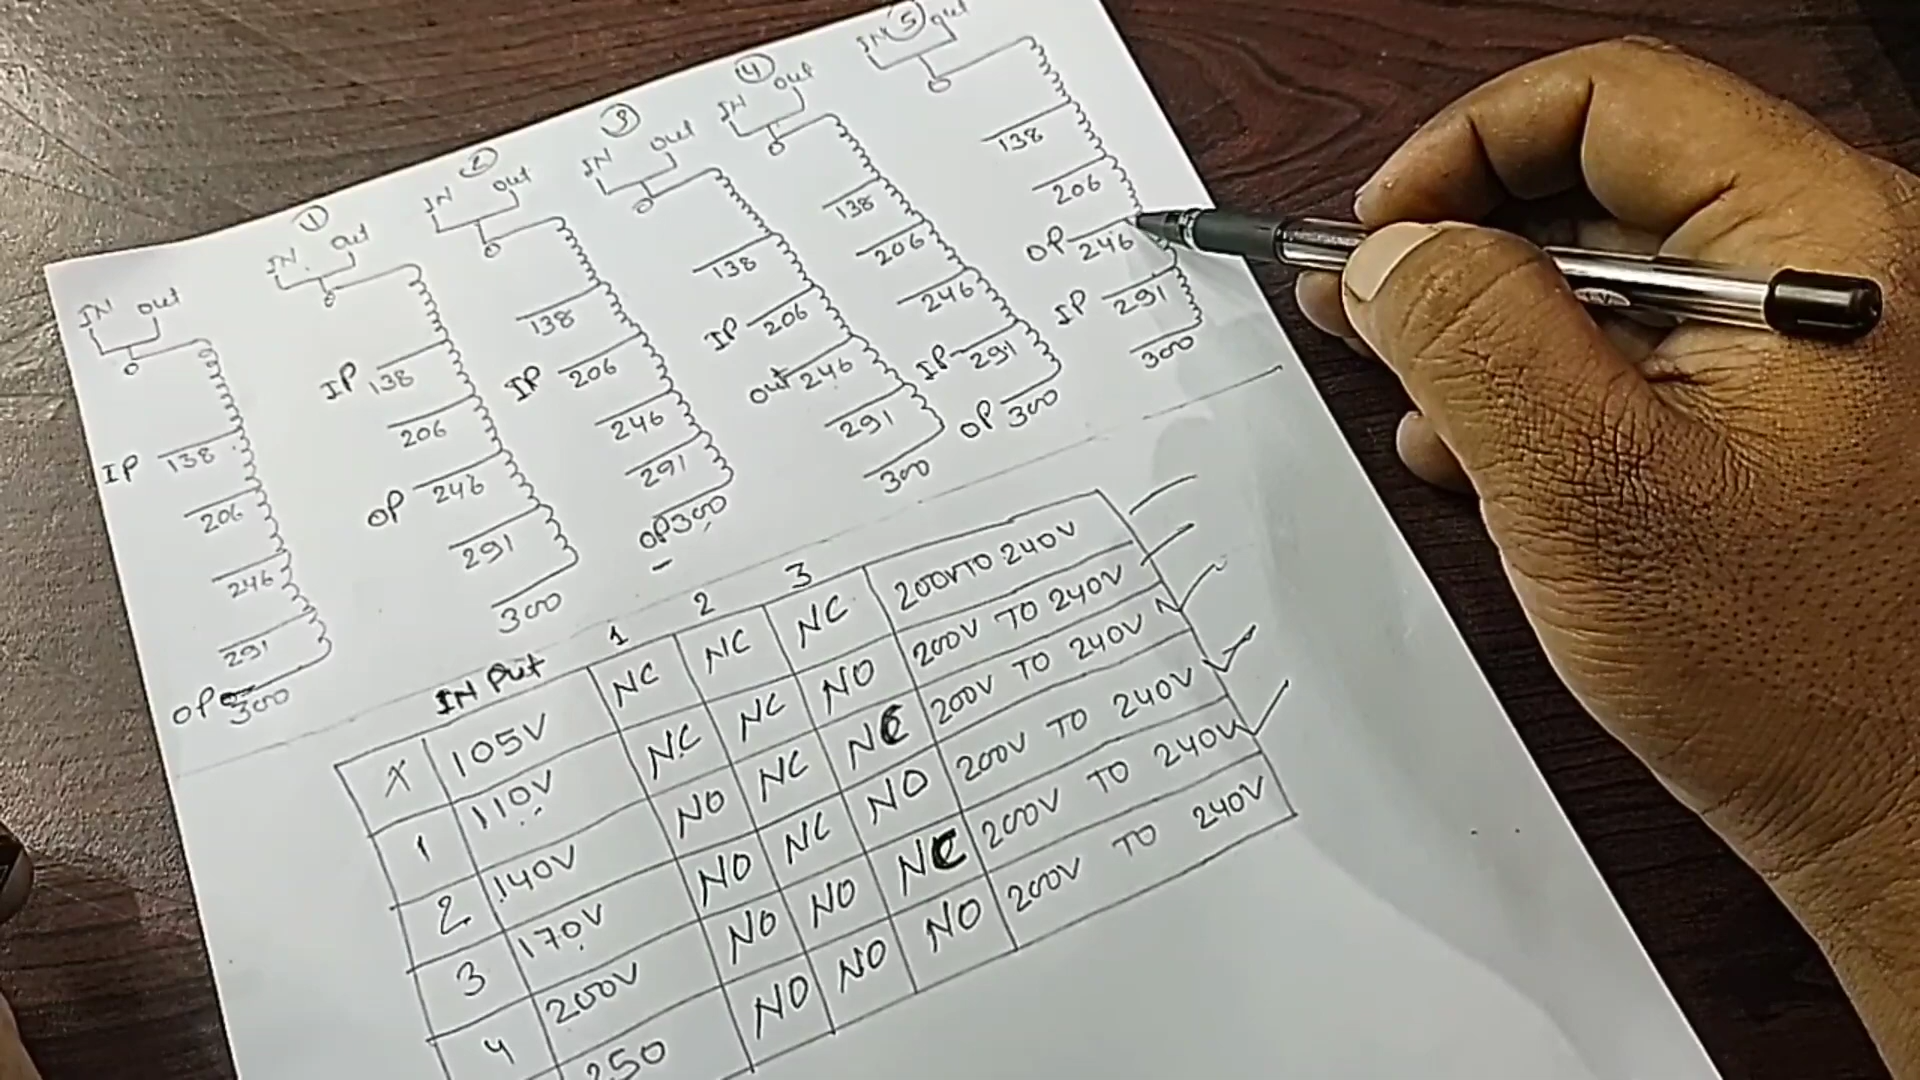 IN out
IP 138
206
246
291
OP 300
1
IN out
IP 138
206
OP 246
291
300
2
IN out
138
IP 206
246
291
OP 300
3
IN out
138
IP 206
out 246
291
300
4
IN out
138
206
246
IP 291
OP 300
5
IN out
138
206
OP 246
IP 291
300
IN Put 1 2 3
X 105V NC NC NC 200V TO 240V
1 110V NC NC NO 200V TO 240V
2 140V NO NC NC 200V TO 240V
3 170V NO NC NO 200V TO 240V
4 200V NO NO NC 200V TO 240V
250 NO NO NO 200V TO 240V